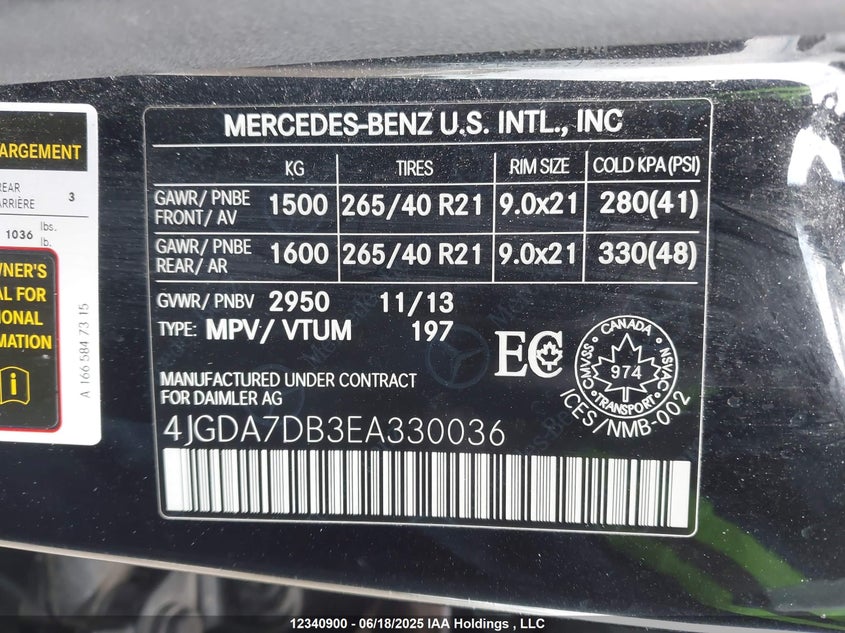 MERCEDES-BENZ U.S. INTL., INC
KG TIRES RIM SIZE COLD KPA(PSI)
GAWR/ PNBE FRONT/ AV 1500 265/40 R21 9.0x21 280(41)
GAWR/ PNBE REAR/ AR 1600 265/40 R21 9.0x21 330(48)
GVWR/ PNBV 2950 11/13
TYPE: MPV/ VTUM 197
EC
CANADA
CMVSS NSVAC
974
TRANSPORT
ICES/NMB-002
MANUFACTURED UNDER CONTRACT
FOR DAIMLER AG
4JGDA7DB3EA330036
ARGEMENT
REAR
ARRIÈRE 3
1036 lbs.
lb.
WNER'S
AL FOR
IONAL
MATION
A 166 584 73 15
12340900 - 06/18/2025 IAA Holdings , LLC